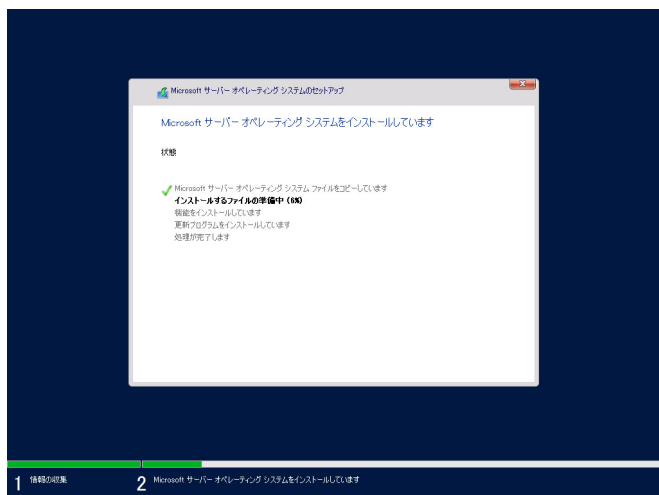 Microsoft サーバー オペレーティング システムのセットアップ
Microsoft サーバー オペレーティング システムをインストールしています
状態
Microsoft サーバー オペレーティング システム ファイルをコピーしています
インストールするファイルの準備中 (6%)
機能をインストールしています
更新プログラムをインストールしています
処理が完了します
1 情報の収集
2 Microsoft サーバー オペレーティング システムをインストールしています